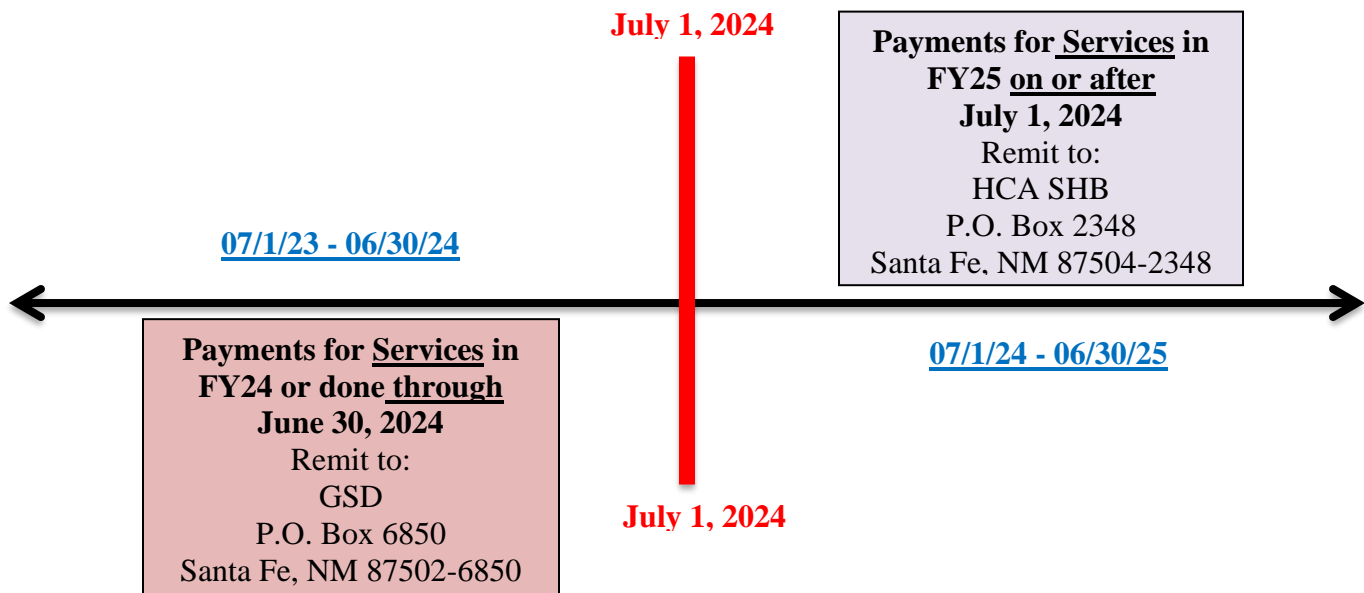 July 1, 2024
Payments for Services in
FY25 on or after
July 1, 2024
Remit to:
HCA SHB
P.O. Box 2348
Santa Fe, NM 87504-2348
07/1/23 - 06/30/24
07/1/24 - 06/30/25
Payments for Services in
FY24 or done through
June 30, 2024
Remit to:
GSD
P.O. Box 6850
Santa Fe, NM 87502-6850
July 1, 2024